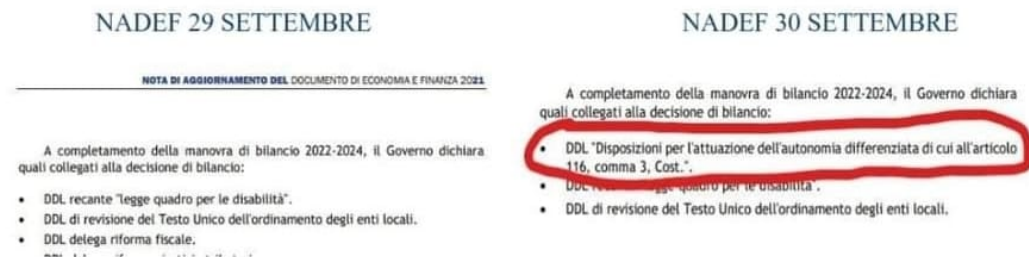 NADEF 29 SETTEMBRE
NOTA DI AGGIORNAMENTO DEL DOCUMENTO DI ECONOMIA E FINANZA 2021
A completamento della manovra di bilancio 2022-2024, il Governo dichiara
quali collegati alla decisione di bilancio:
• DDL recante "legge quadro per le disabilità".
• DDL di revisione del Testo Unico dell'ordinamento degli enti locali.
• DDL delega riforma fiscale.
NADEF 30 SETTEMBRE
A completamento della manovra di bilancio 2022-2024, il Governo dichiara
quali collegati alla decisione di bilancio:
• DDL "Disposizioni per l'attuazione dell'autonomia differenziata di cui all'articolo
116, comma 3, Cost.".
• DDL quadro per le disabilità".
• DDL di revisione del Testo Unico dell'ordinamento degli enti locali.